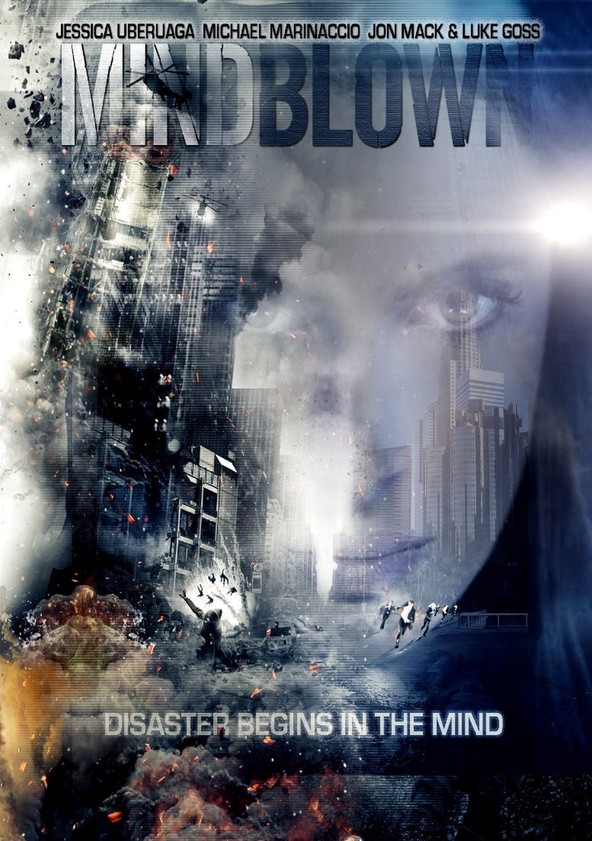 JESSICA UBERUAGA MICHAEL MARINACCIO JON MACK & LUKE GOSS
MINDBLOWN
DISASTER BEGINS IN THE MIND